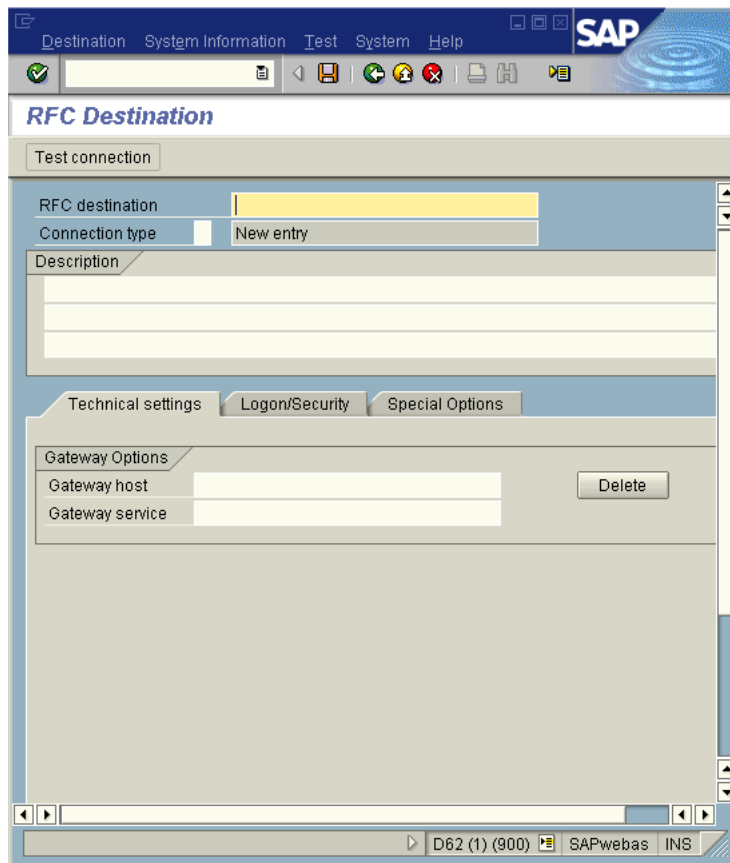 Destination System Information Test System Help
SAP
RFC Destination
Test connection
RFC destination
Connection type New entry
Description
Technical settings Logon/Security Special Options
Gateway Options
Gateway host Delete
Gateway service
D62 (1) (900) SAPwebas INS